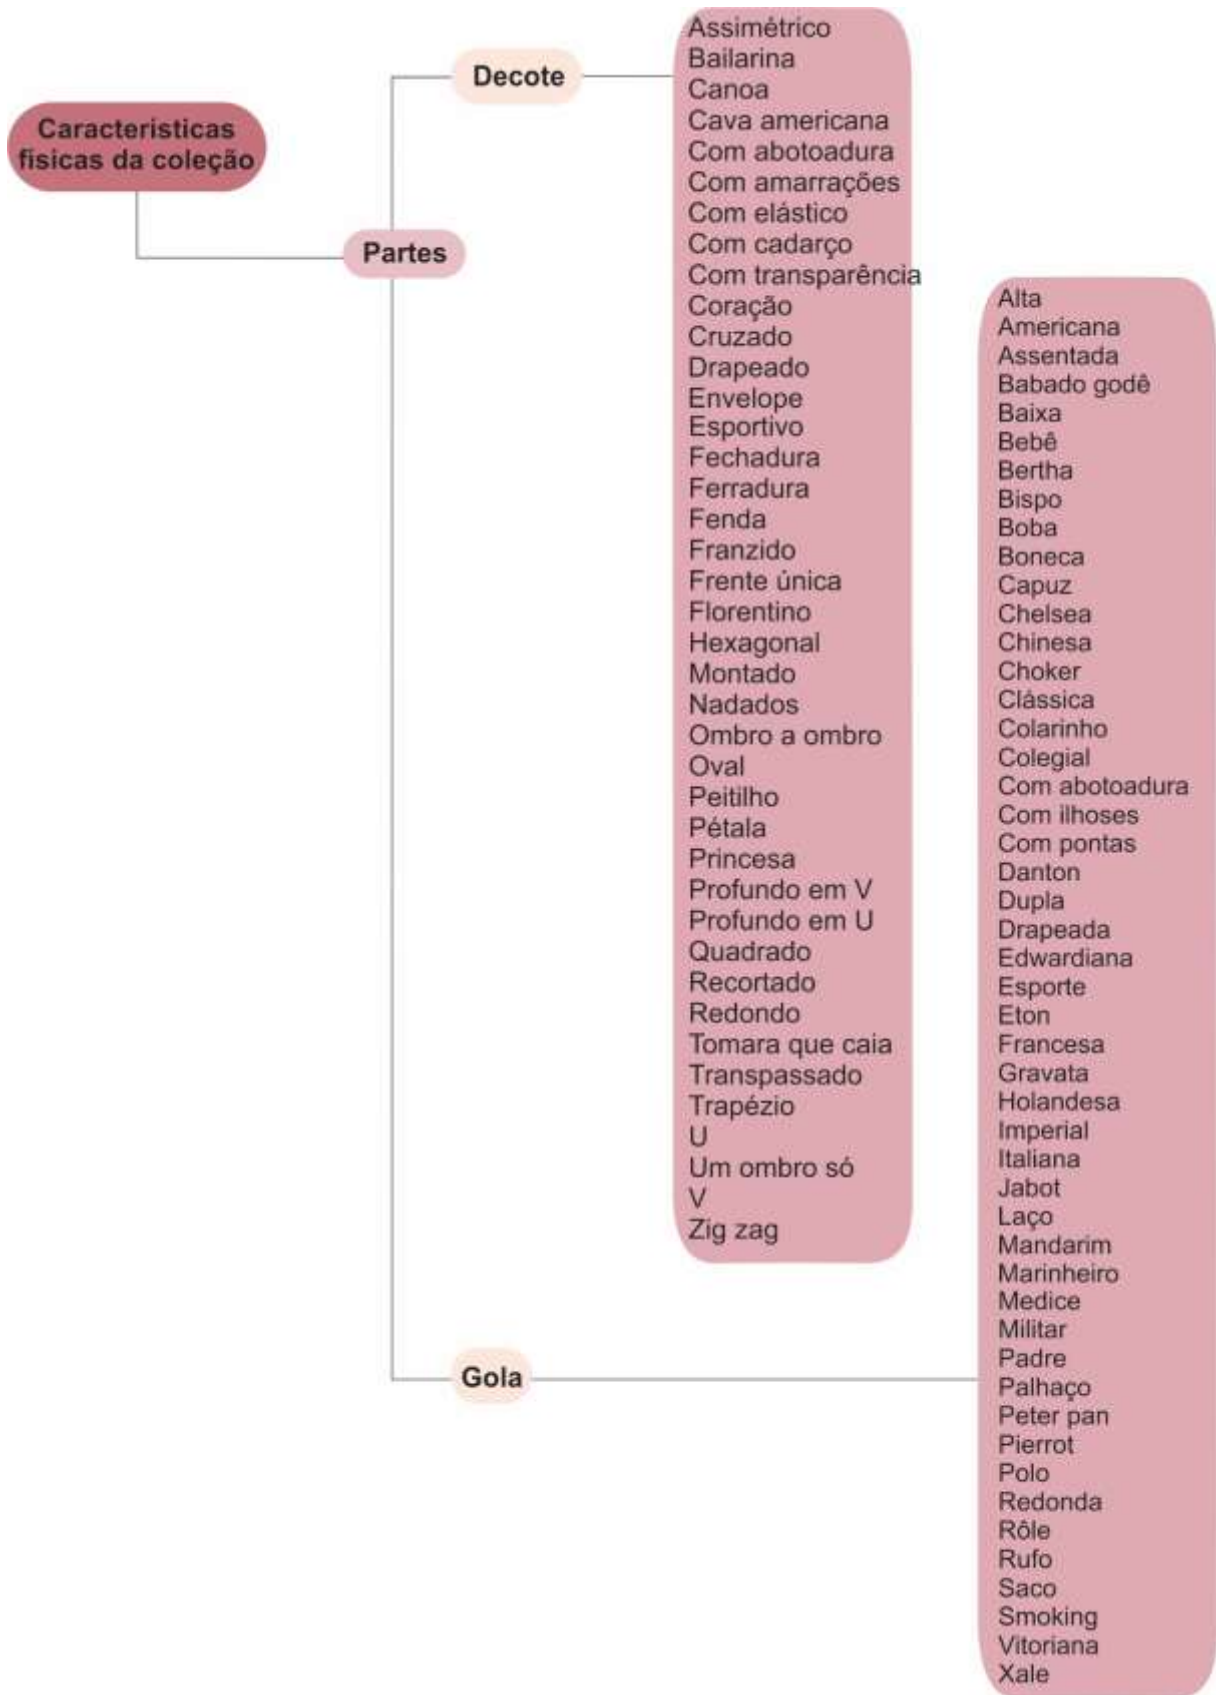 Características
físicas da coleção
Partes
Decote
Assimétrico
Bailarina
Canoa
Cava americana
Com abotoadura
Com amarrações
Com elástico
Com cadarço
Com transparência
Coração
Cruzado
Drapeado
Envelope
Esportivo
Fechadura
Ferradura
Fenda
Franzido
Frente única
Florentino
Hexagonal
Montado
Nadados
Ombro a ombro
Oval
Peitilho
Pétala
Princesa
Profundo em V
Profundo em U
Quadrado
Recortado
Redondo
Tomara que caia
Transpassado
Trapézio
U
Um ombro só
V
Zig zag
Gola
Alta
Americana
Assentada
Babado godê
Baixa
Bebê
Bertha
Bispo
Boba
Boneca
Capuz
Chelsea
Chinesa
Choker
Clássica
Colarinho
Colegial
Com abotoadura
Com ilhoses
Com pontas
Danton
Dupla
Drapeada
Edwardiana
Esporte
Eton
Francesa
Gravata
Holandesa
Imperial
Italiana
Jabot
Laço
Mandarim
Marinheiro
Medice
Militar
Padre
Palhaço
Peter pan
Pierrot
Polo
Redonda
Rôle
Rufo
Saco
Smoking
Vitoriana
Xale